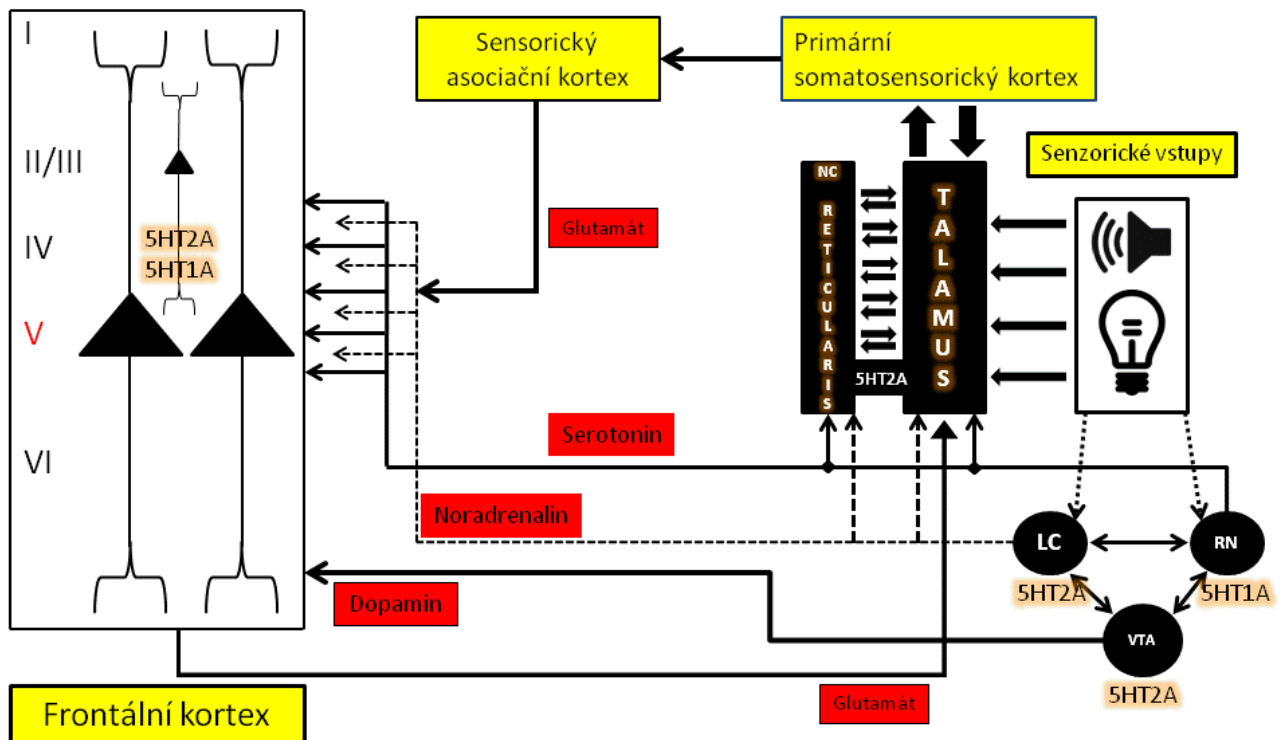 I
II/III
IV
V
VI
5HT2A
5HT1A
Frontální kortex
Sensorický
asociační kortex
Primární
somatosensorický kortex
Senzorické vstupy
Glutamát
NC RETICULARIS
TALAMUS
5HT2A
Serotonin
Noradrenalin
Dopamin
Glutamát
LC
5HT2A
RN
5HT1A
VTA
5HT2A